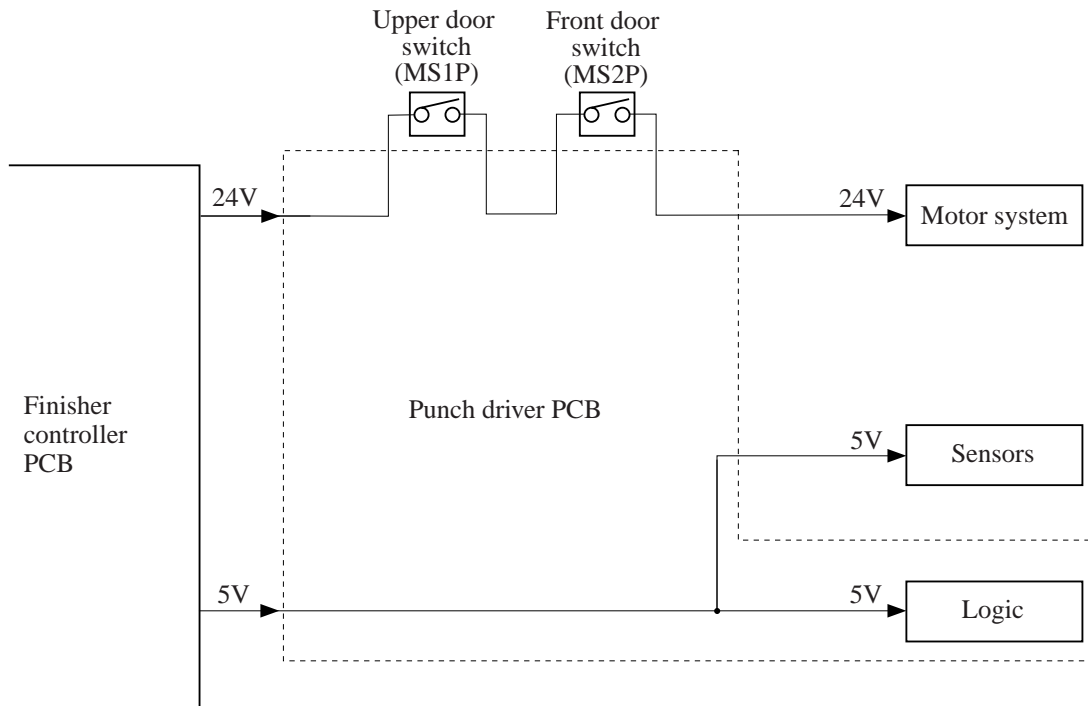 Upper door
switch
(MS1P)
Front door
switch
(MS2P)
24V
24V
Motor system
Finisher
controller
PCB
Punch driver PCB
5V
Sensors
5V
5V
Logic